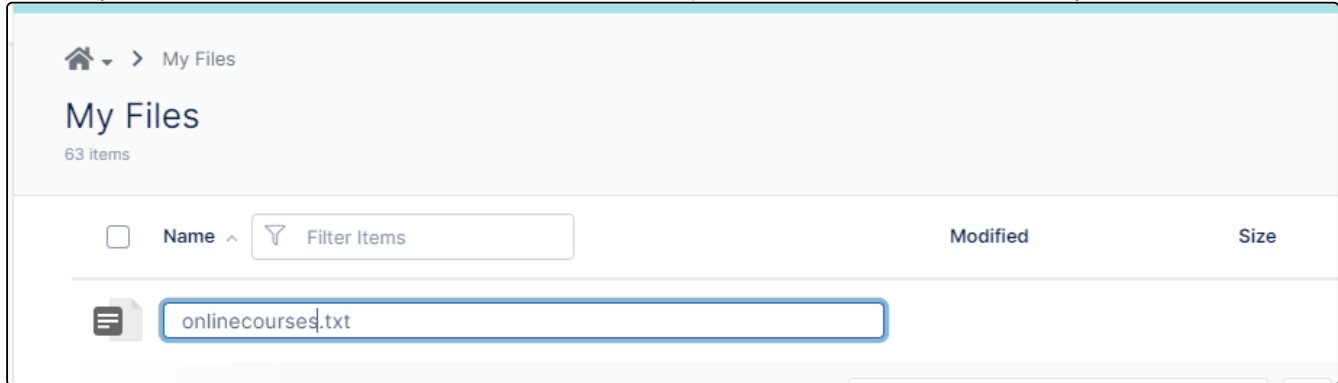 My Files
My Files
63 items
Name Filter Items Modified Size
onlinecourses.txt